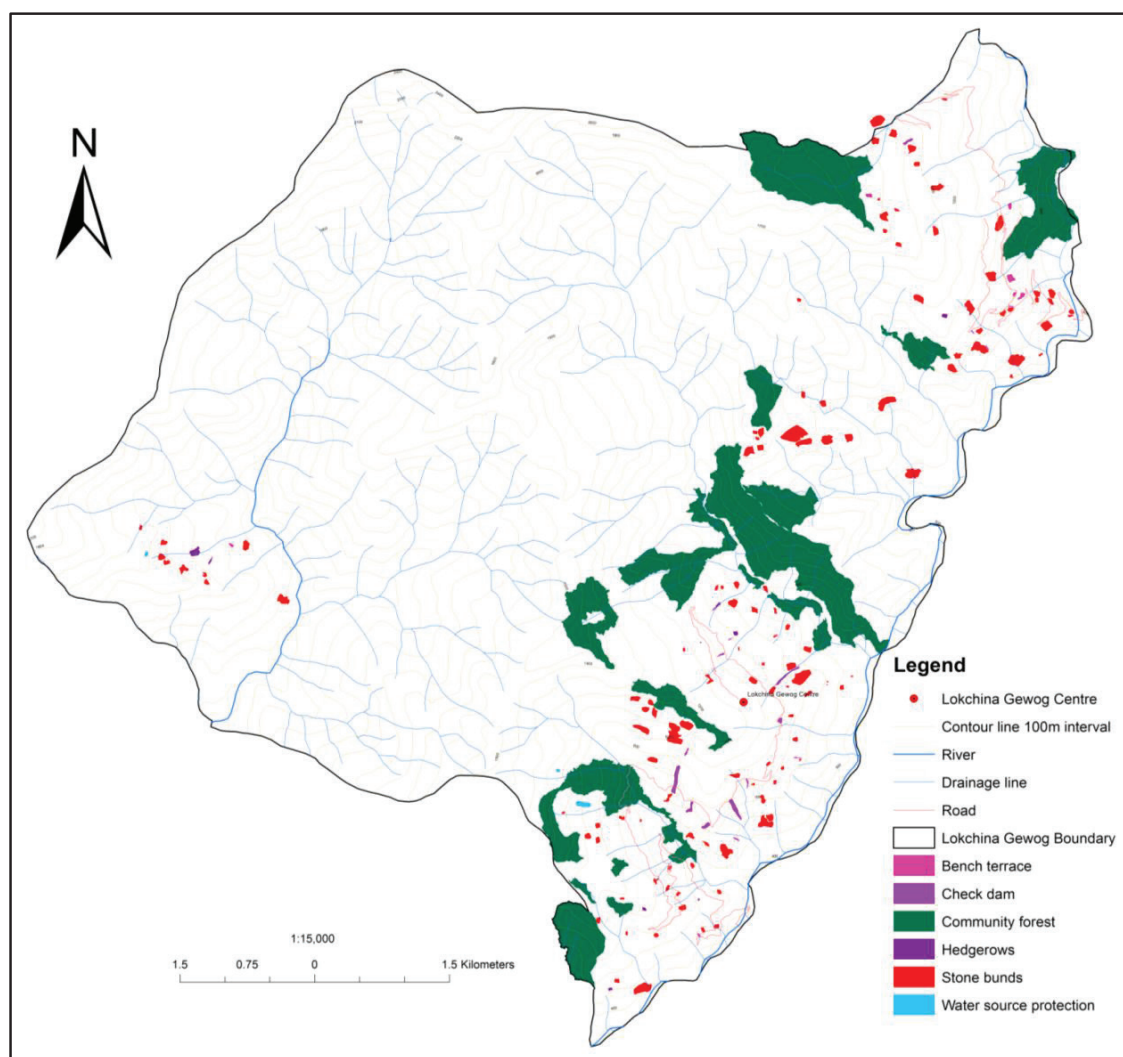 N
Lokchina Gewog Centre
Legend
Lokchina Gewog Centre
Contour line 100m interval
River
Drainage line
Road
Lokchina Gewog Boundary
Bench terrace
Check dam
Community forest
Hedgerows
Stone bunds
Water source protection
1:15,000
1.5 0.75 0 1.5 Kilometers